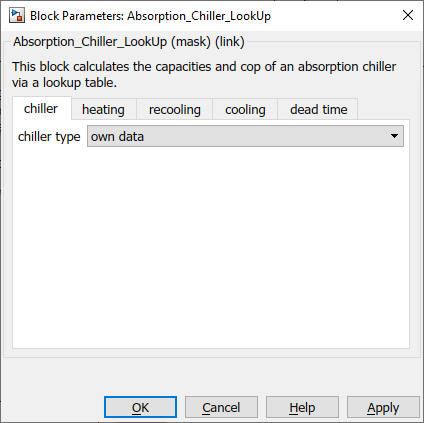 Block Parameters: Absorption_Chiller_LookUp
Absorption_Chiller_LookUp (mask) (link)
This block calculates the capacities and cop of an absorption chiller
via a lookup table.
chiller heating recooling cooling dead time
chiller type own data
OK Cancel Help Apply